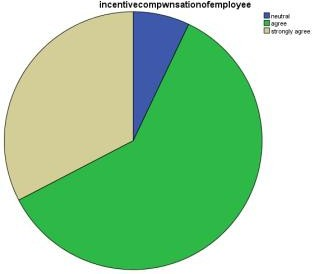 incentivecompwnsationofemployee
neutral
agree
strongly agree